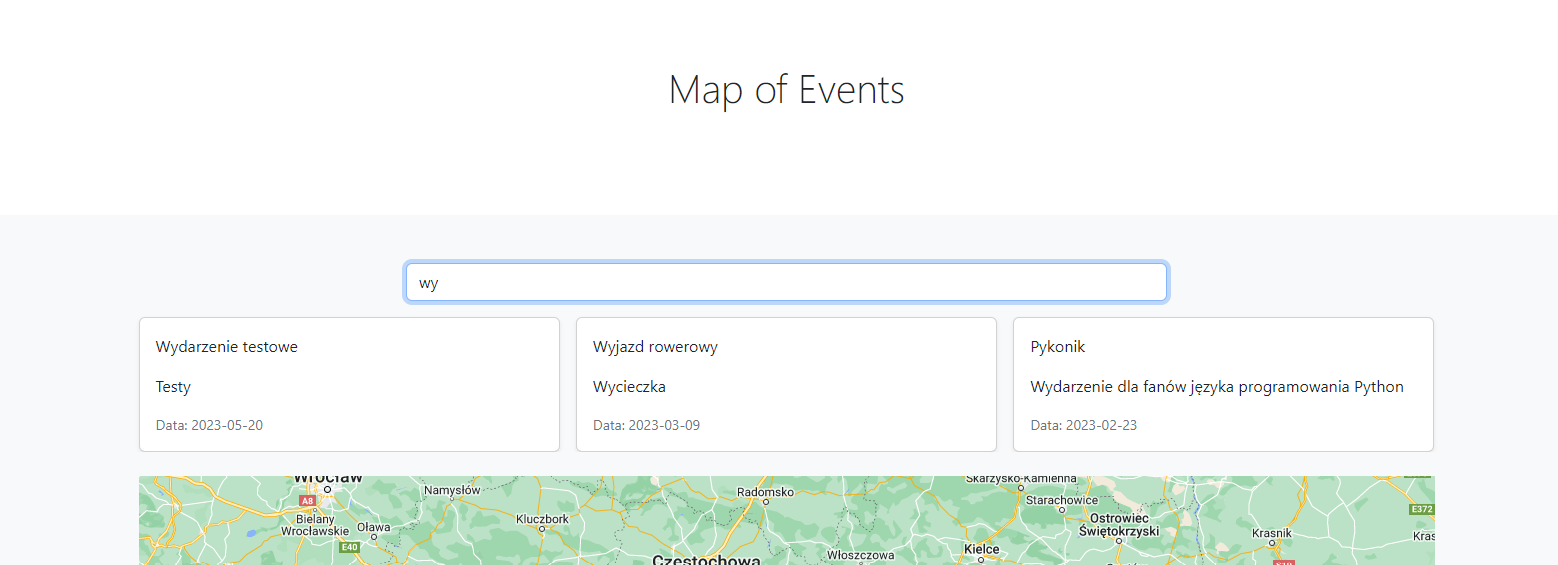 Map of Events
wy
Wydarzenie testowe
Testy
Data: 2023-05-20
Wyjazd rowerowy
Wycieczka
Data: 2023-03-09
Pykonik
Wydarzenie dla fanów języka programowania Python
Data: 2023-02-23
Wrocław
A8
Namysłów
Bielany
Wrocławskie
Oława
E40
Kluczbork
Radomsko
Częstochowa
Włoszczowa
Skarżysko-Kamienna
Starachowice
Ostrowiec
Świętokrzyski
Kielce
Kraśnik
E372